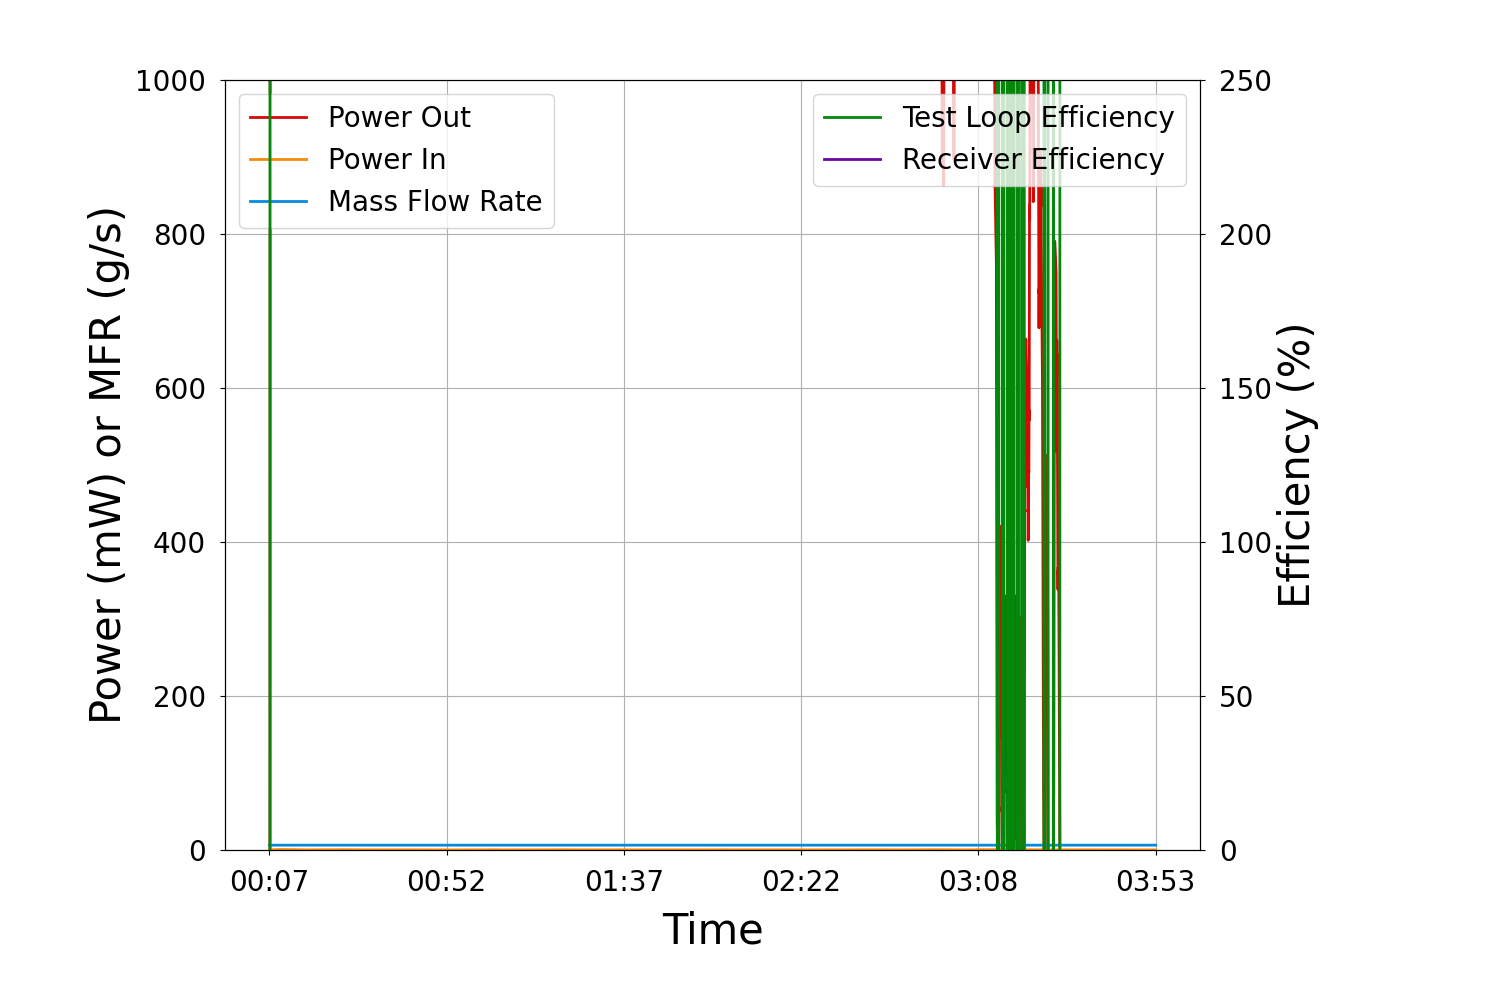 1000
800
600
400
200
0
Power (mW) or MFR (g/s)
Power Out
Power In
Mass Flow Rate
Test Loop Efficiency
Receiver Efficiency
250
200
150
100
50
0
Efficiency (%)
00:07 00:52 01:37 02:22 03:08 03:53
Time